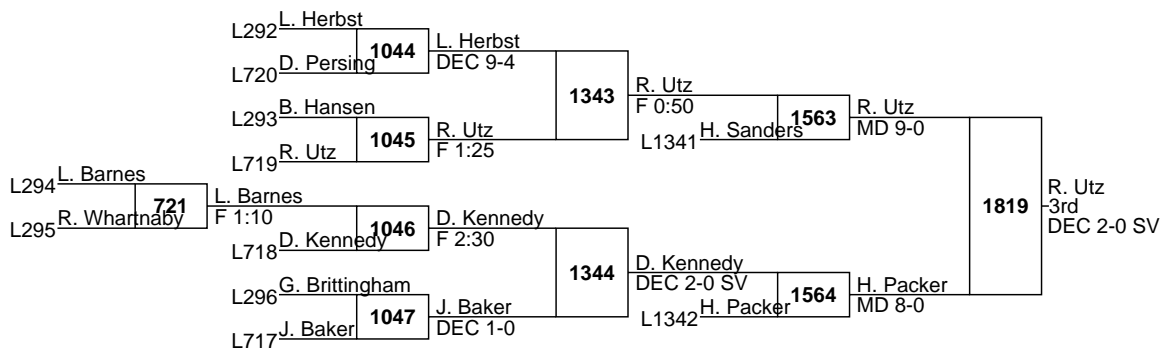 L292 L. Herbst
1044
L. Herbst
DEC 9-4
L720 D. Persing
1343
R. Utz
F 0:50
L293 B. Hansen
1045
R. Utz
F 1:25
L719 R. Utz
L1341 H. Sanders
1563
R. Utz
MD 9-0
L294 L. Barnes
721
L. Barnes
F 1:10
L295 R. Whartnaby
1046
D. Kennedy
F 2:30
L718 D. Kennedy
1344
D. Kennedy
DEC 2-0 SV
L296 G. Brittingham
1047
J. Baker
DEC 1-0
L717 J. Baker
L1342 H. Packer
1564
H. Packer
MD 8-0
1819
R. Utz
3rd
DEC 2-0 SV